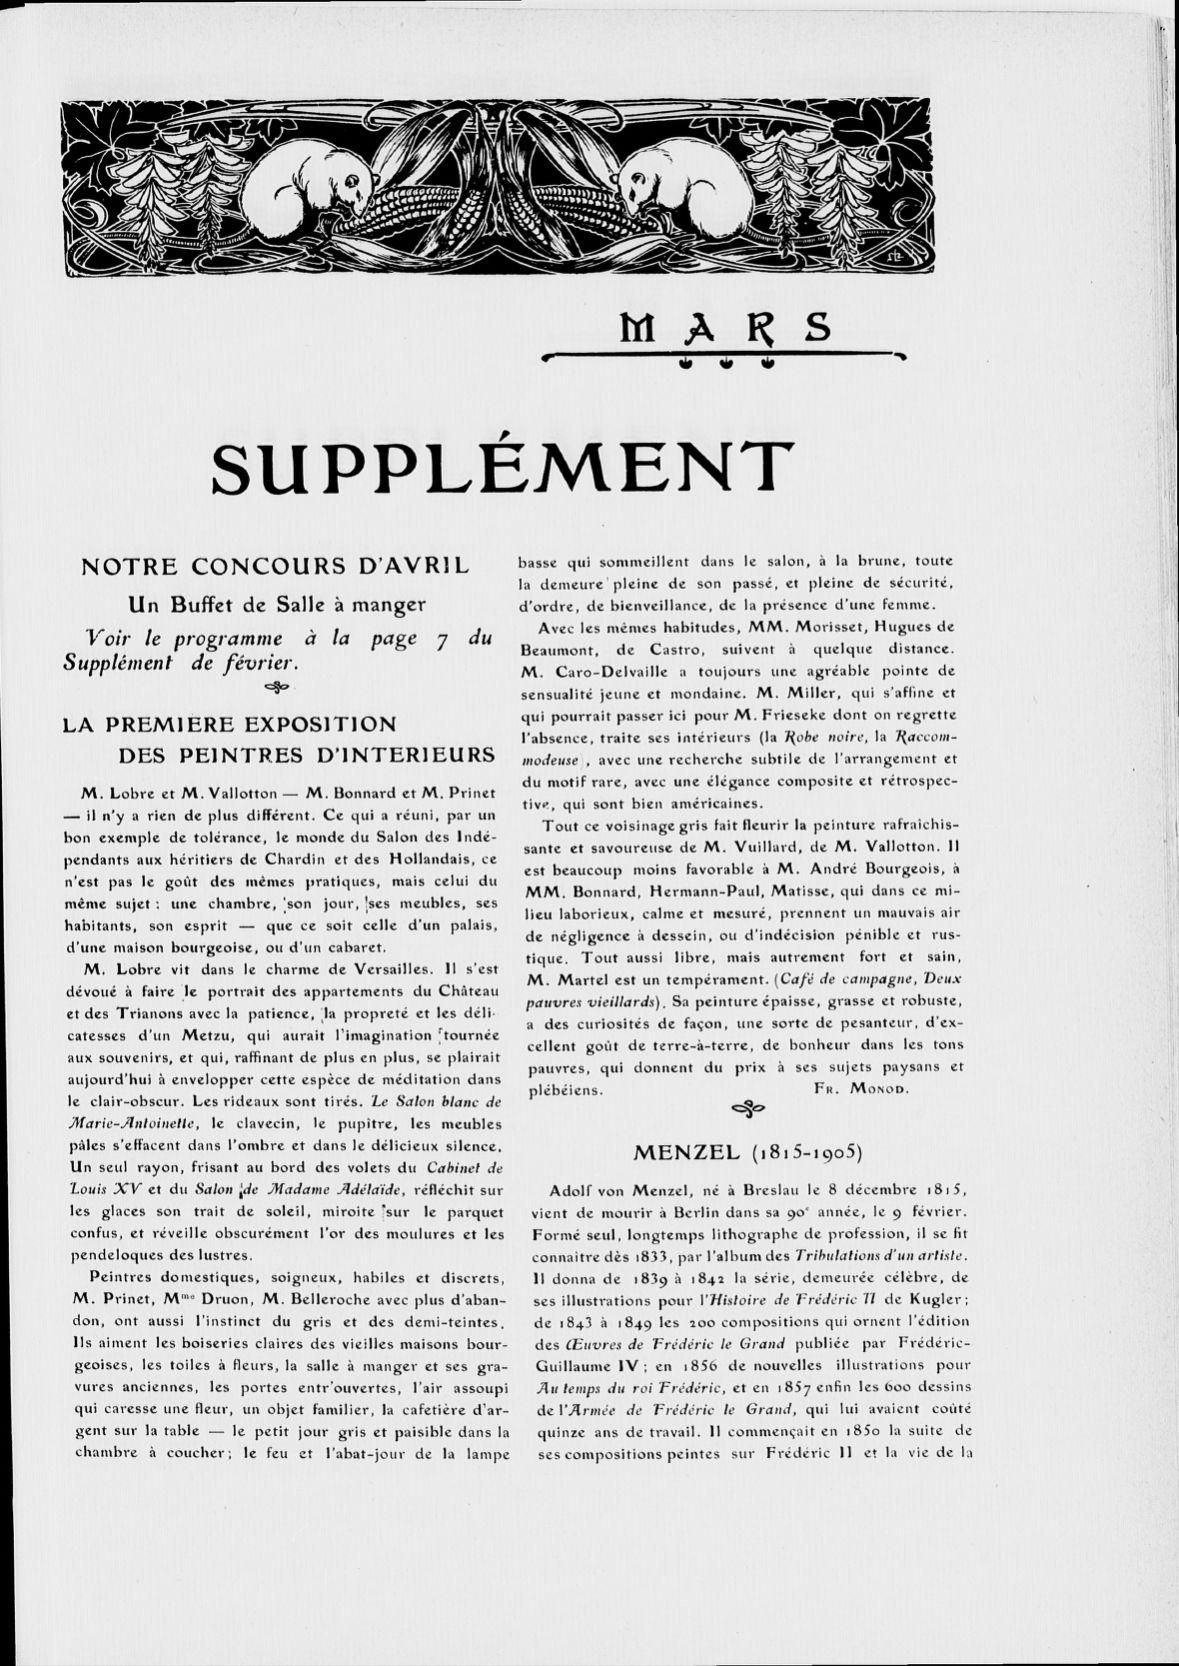 MARS
SUPPLÉMENT
NOTRE CONCOURS D'AVRIL
Un Buffet de Salle à manger
Voir le programme à la page 7 du
Supplément de février.
LA PREMIERE EXPOSITION
DES PEINTRES D'INTERIEURS
M. Lobre et M. Vallotton — M. Bonnard et M. Prinet
— il n'y a rien de plus différent. Ce qui a réuni, par un
bon exemple de tolérance, le monde du Salon des Indé-
pendants aux héritiers de Chardin et des Hollandais, ce
n'est pas le goût des mêmes pratiques, mais celui du
même sujet : une chambre, son jour, ses meubles, ses
habitants, son esprit — que ce soit celle d'un palais,
d'une maison bourgeoise, ou d'un cabaret.
M. Lobre vit dans le charme de Versailles. Il s'est
dévoué à faire le portrait des appartements du Château
et des Trianons avec la patience, la propreté et les déli-
catesses d'un Metzu, qui aurait l'imagination tournée
aux souvenirs, et qui, raffinant de plus en plus, se plairait
aujourd'hui à envelopper cette espèce de méditation dans
le clair-obscur. Les rideaux sont tirés. Le Salon blanc de
Marie-Antoinette, le clavecin, le pupitre, les meubles
pâles s'effacent dans l'ombre et dans le délicieux silence.
Un seul rayon, frisant au bord des volets du Cabinet de
Louis XV et du Salon de Madame Adélaïde, réfléchit sur
les glaces son trait de soleil, miroite sur le parquet
confus, et réveille obscurément l'or des moulures et les
pendeloques des lustres.
Peintres domestiques, soigneux, habiles et discrets,
M. Prinet, Mme Druon, M. Belleroche avec plus d'aban-
don, ont aussi l'instinct du gris et des demi-teintes.
Ils aiment les boiseries claires des vieilles maisons bour-
geoises, les toiles à fleurs, la salle à manger et ses gra-
vures anciennes, les portes entr'ouvertes, l'air assoupi
qui caresse une fleur, un objet familier, la cafetière d'ar-
gent sur la table — le petit jour gris et paisible dans la
chambre à coucher ; le feu et l'abat-jour de la lampe
basse qui sommeillent dans le salon, à la brune, toute
la demeure pleine de son passé, et pleine de sécurité,
d'ordre, de bienveillance, de la présence d'une femme.
Avec les mêmes habitudes, MM. Morisset, Hugues de
Beaumont, de Castro, suivent à quelque distance.
M. Caro-Delvaille a toujours une agréable pointe de
sensualité jeune et mondaine. M. Miller, qui s'affine et
qui pourrait passer ici pour M. Frieseke dont on regrette
l'absence, traite ses intérieurs (la Robe noire, la Raccom-
modeuse), avec une recherche subtile de l'arrangement et
du motif rare, avec une élégance composite et rétrospec-
tive, qui sont bien américaines.
Tout ce voisinage gris fait fleurir la peinture rafraichis-
sante et savoureuse de M. Vuillard, de M. Vallotton. Il
est beaucoup moins favorable à M. André Bourgeois, à
MM. Bonnard, Hermann-Paul, Matisse, qui dans ce mi-
lieu laborieux, calme et mesuré, prennent un mauvais air
de négligence à dessein, ou d'indécision pénible et rus-
tique. Tout aussi libre, mais autrement fort et sain,
M. Martel est un tempérament. (Café de campagne, Deux
pauvres vieillards). Sa peinture épaisse, grasse et robuste,
a des curiosités de façon, une sorte de pesanteur, d'ex-
cellent goût de terre-à-terre, de bonheur dans les tons
pauvres, qui donnent du prix à ses sujets paysans et
plébéiens. FR. MONOD.
MENZEL (1815-1905)
Adolf von Menzel, né à Breslau le 8 décembre 1815,
vient de mourir à Berlin dans sa 90e année, le 9 février.
Formé seul, longtemps lithographe de profession, il se fit
connaitre dès 1833, par l'album des Tribulations d'un artiste.
Il donna de 1839 à 1842 la série, demeurée célèbre, de
ses illustrations pour l'Histoire de Frédéric II de Kugler ;
de 1843 à 1849 les 200 compositions qui ornent l'édition
des Œuvres de Frédéric le Grand publiée par Frédéric-
Guillaume IV ; en 1856 de nouvelles illustrations pour
Au temps du roi Frédéric, et en 1857 enfin les 600 dessins
de l'Armée de Frédéric le Grand, qui lui avaient coûté
quinze ans de travail. Il commençait en 1850 la suite de
ses compositions peintes sur Frédéric II et la vie de la